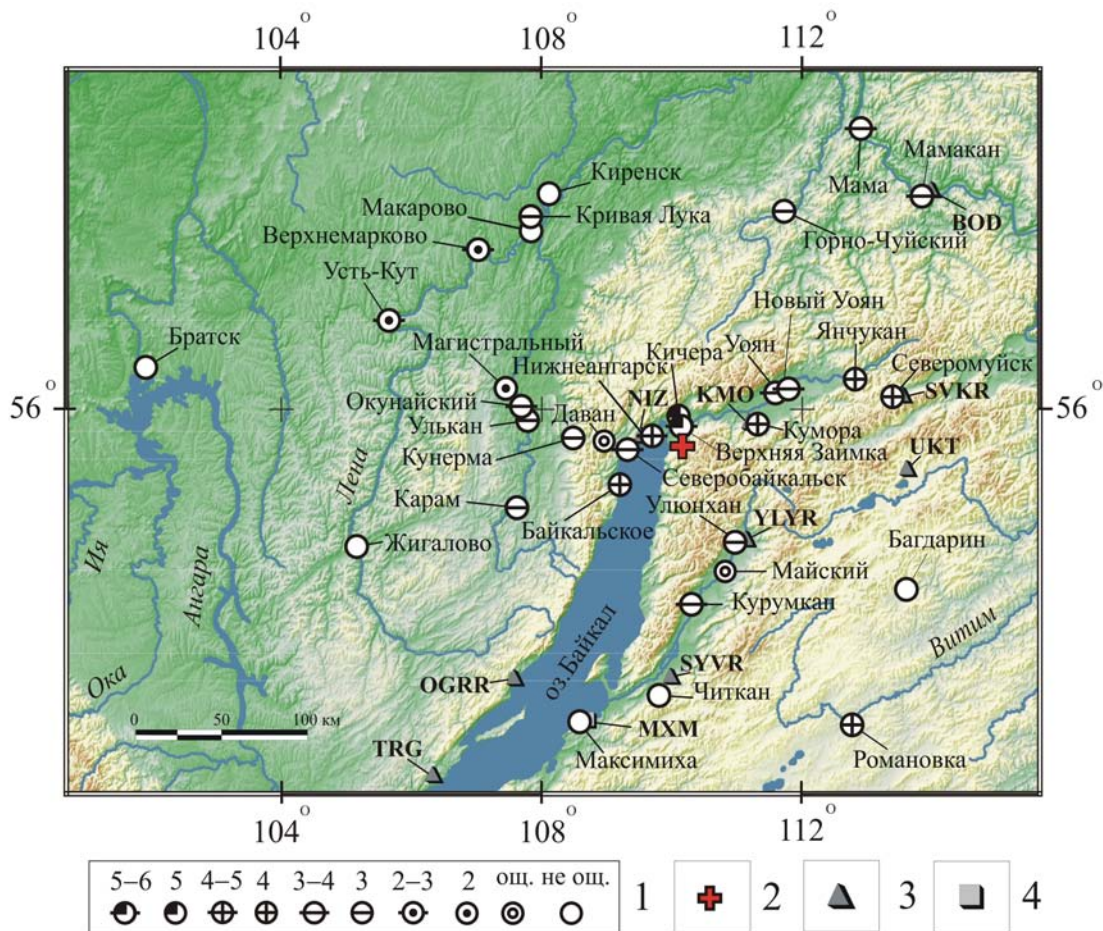 104° 108° 112°
Киренск
Мамакан
Мама
Макарово
Кривая Лука
Верхнемарково
BOD
Горно-Чуйский
Усть-Кут
Новый Уоян
Янчукан
Братск
Магистральный
Кичера
Уоян
Северомуйск
Нижнеангарск
NIZ
KMO
SVKR
56°
56°
Окунайский
Даван
Улькан
Кумора
Кунерма
Верхняя Заимка
UKT
Лена
Северобайкальск
Карам
Улюнхан
Байкальское
YLYR
Жигалово
Багдарин
Ия
Ангара
Майский
Курумкан
Витим
оз.Байкал
Ока
OGRR
SYVR
Читкан
0 50 100 км
MXM
TRG
Максимиха
Романовка
104° 108° 112°
5–6 5 4–5 4 3–4 3 2–3 2 ощ. не ощ. 1 2 3 4